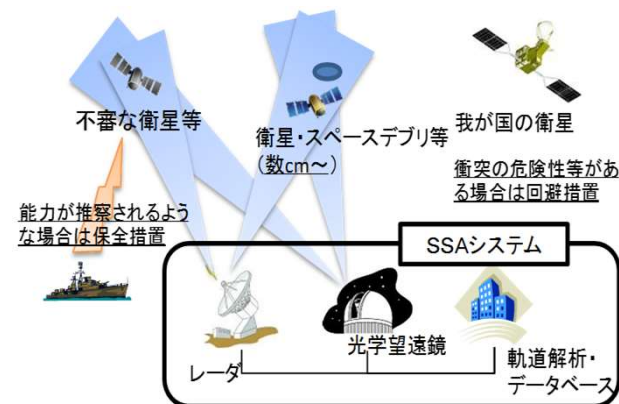 不審な衛星等
衛星・スペースデブリ等
（数cm～）
我が国の衛星
衝突の危険性等があ
る場合は回避措置
能力が推察されるよう
な場合は保全措置
SSAシステム
レーダ
光学望遠鏡
軌道解析・
データベース